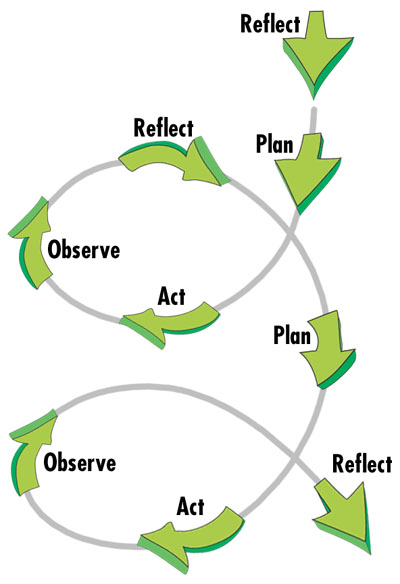 Reflect
Plan
Act
Observe
Reflect
Plan
Act
Observe
Reflect